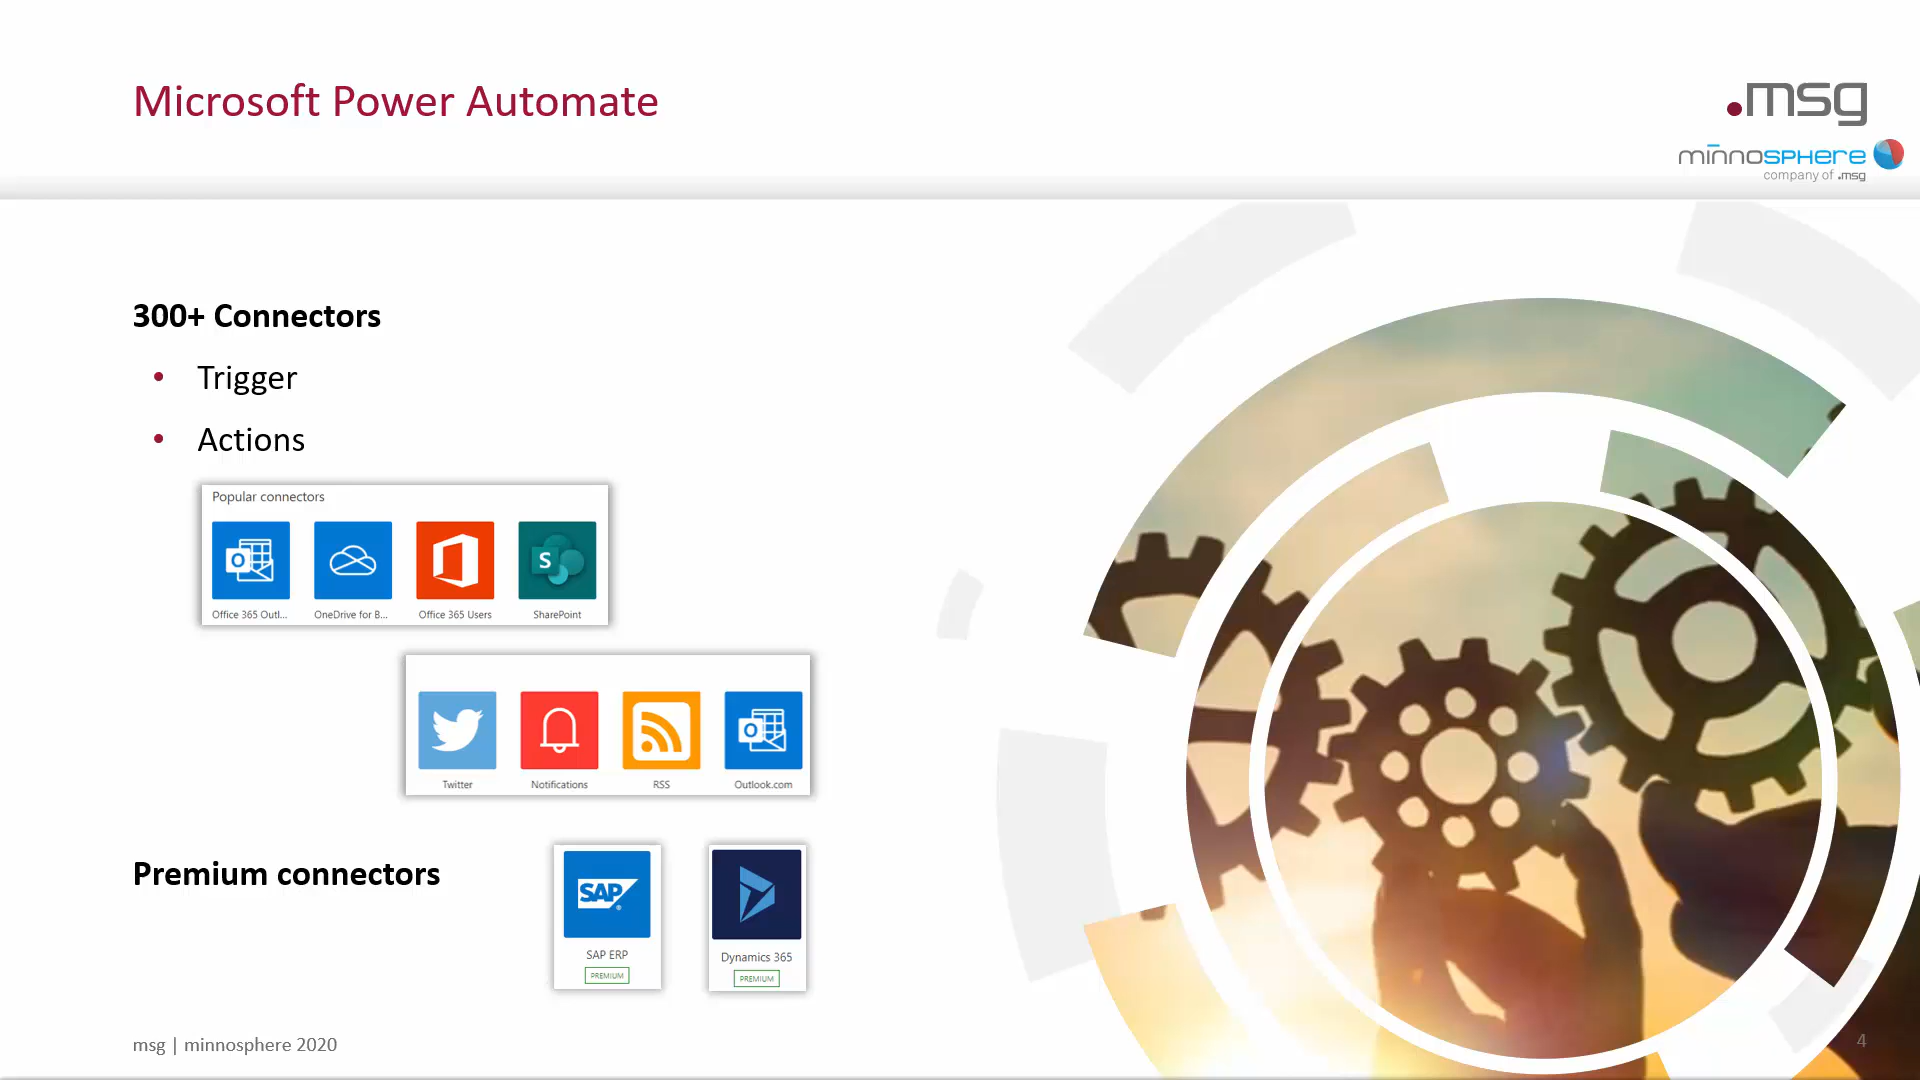 Microsoft Power Automate
.msg
minnosphere
company of .msg
300+ Connectors
• Trigger
• Actions
Popular connectors
Office 365 Outl...
OneDrive for B...
Office 365 Users
S
SharePoint
Twitter
Notifications
RSS
Outlook.com
Premium connectors
SAP
SAP ERP
PREMIUM
Dynamics 365
PREMIUM
msg | minnosphere 2020
4